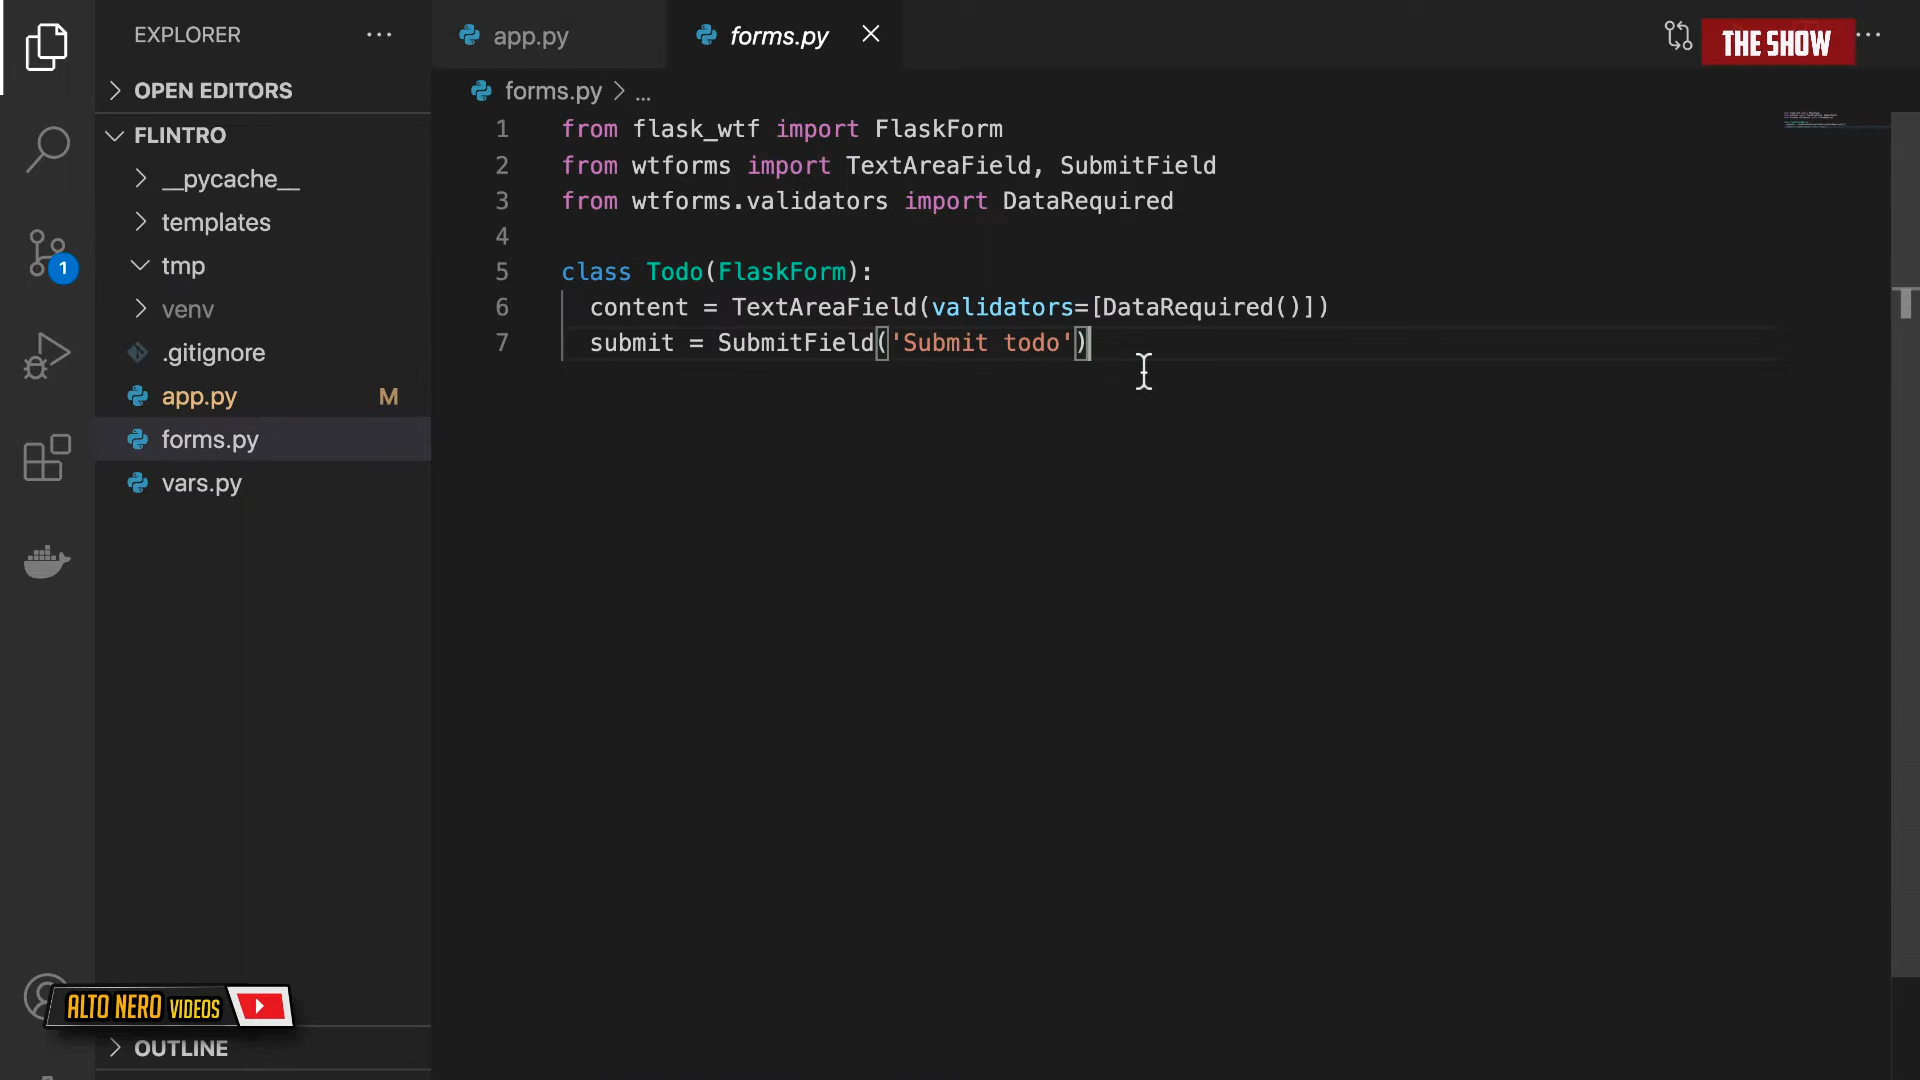 EXPLORER
OPEN EDITORS
FLINTRO
__pycache__
templates
tmp
venv
.gitignore
app.py M
forms.py
vars.py
OUTLINE
1
app.py
forms.py
THE SHOW
forms.py > ...
1 from flask_wtf import FlaskForm
2 from wtforms import TextAreaField, SubmitField
3 from wtforms.validators import DataRequired
4
5 class Todo(FlaskForm):
6 content = TextAreaField(validators=[DataRequired()])
7 submit = SubmitField('Submit todo')
ALTO NERO VIDEOS